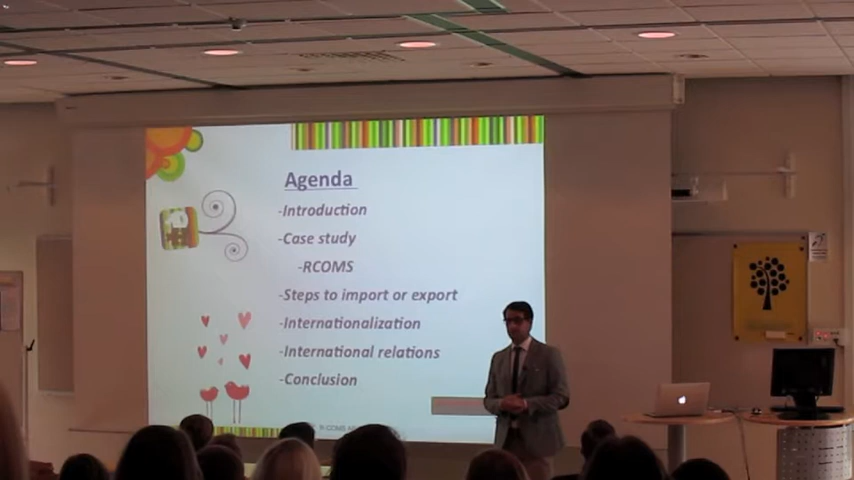 Agenda
-Introduction
-Case study
-RCOMS
-Steps to import or export
-Internationalization
-International relations
-Conclusion